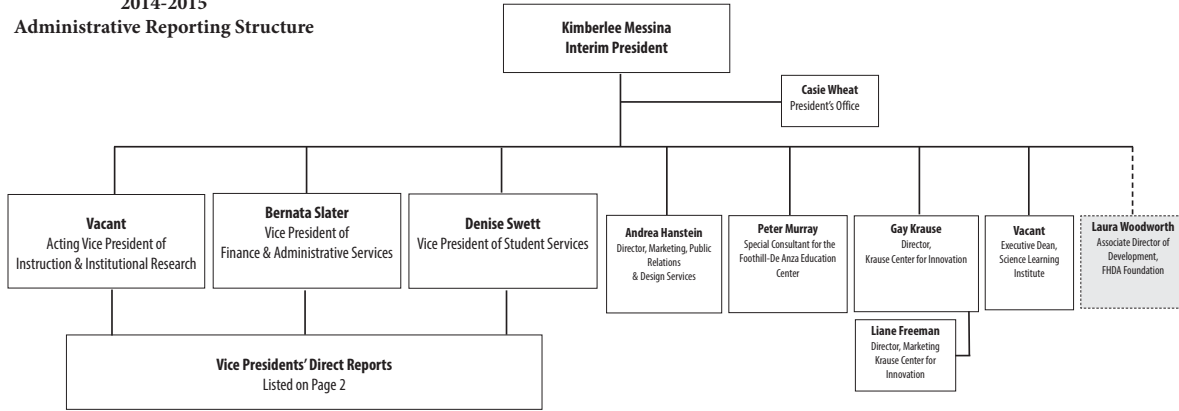 2014-2015
Administrative Reporting Structure
Kimberlee Messina
Interim President
Casie Wheat
President's Office
Vacant
Acting Vice President of
Instruction & Institutional Research
Bernata Slater
Vice President of
Finance & Administrative Services
Denise Swett
Vice President of Student Services
Andrea Hanstein
Director, Marketing, Public
Relations
& Design Services
Peter Murray
Special Consultant for the
Foothill-De Anza Education
Center
Gay Krause
Director,
Krause Center for Innovation
Vacant
Executive Dean,
Science Learning
Institute
Laura Woodworth
Associate Director of
Development,
FHDA Foundation
Liane Freeman
Director, Marketing
Krause Center for
Innovation
Vice Presidents' Direct Reports
Listed on Page 2